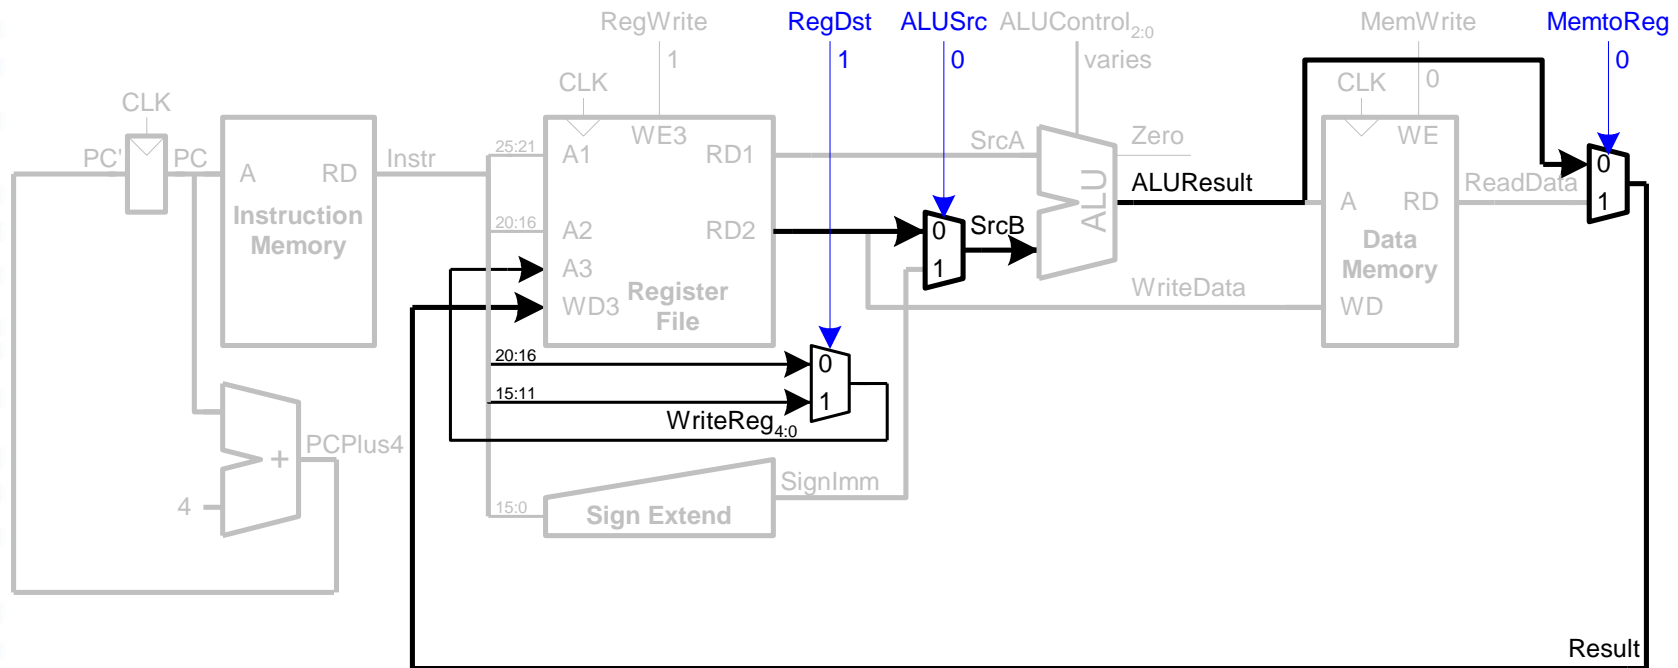 RegWrite
RegDst
ALUSrc
ALUControl2:0
MemWrite
MemtoReg
1
1
0
varies
0
0
CLK
CLK
CLK
PC'
PC
A
RD
Instr
Instruction
Memory
25:21
A1
WE3
RD1
SrcA
Zero
WE
0
20:16
A2
RD2
0
SrcB
ALU
ALUResult
A
RD
ReadData
1
A3
1
Data
Memory
WD3
Register
File
WriteData
WD
20:16
0
15:11
1
WriteReg4:0
PCPlus4
+
4
SignImm
15:0
Sign Extend
Result